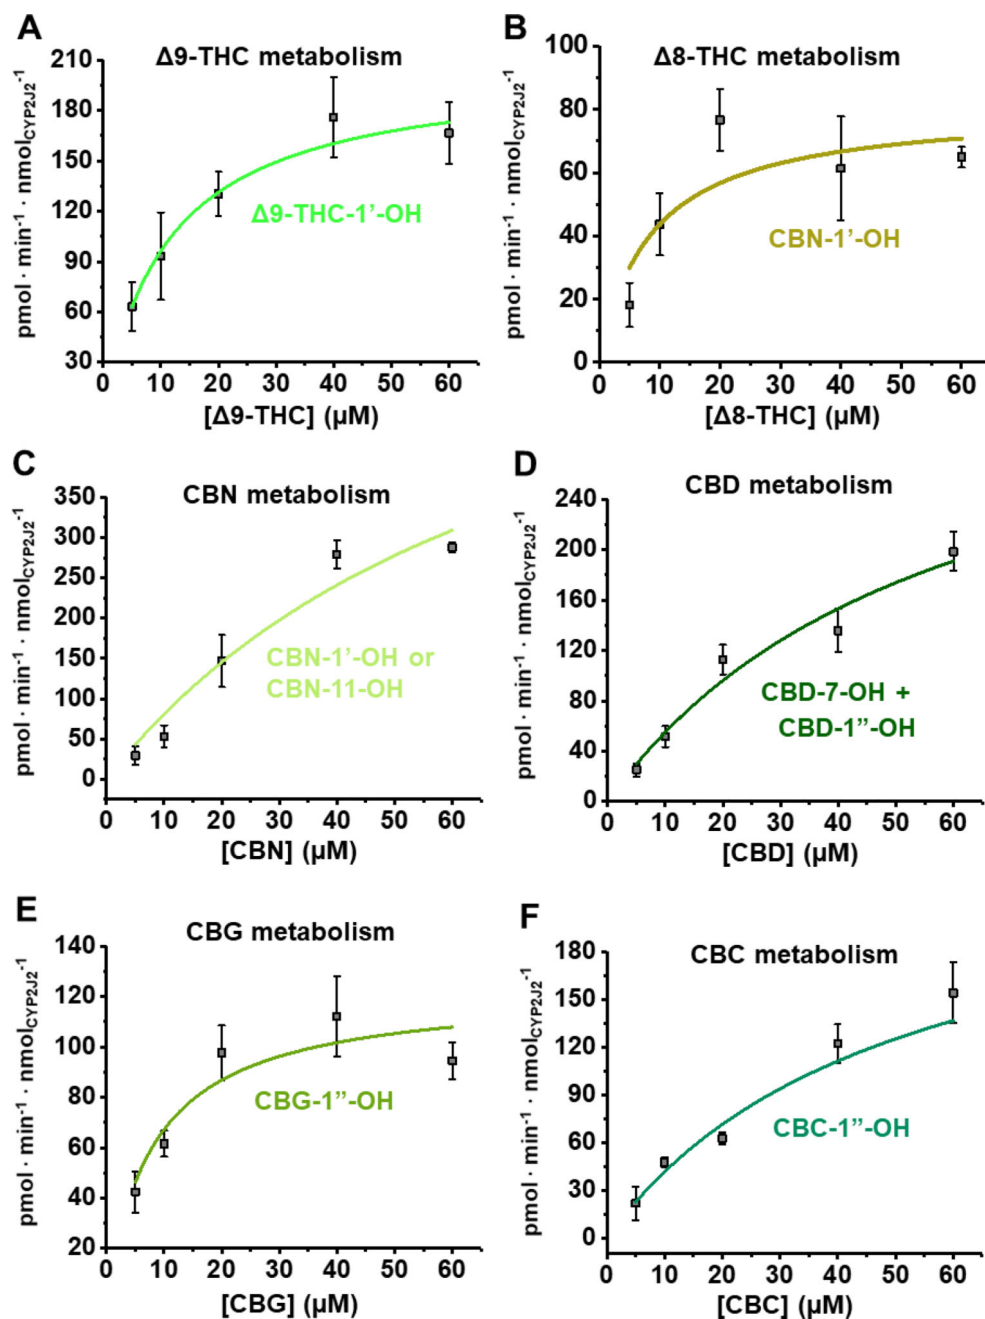 A
Δ9-THC metabolism
pmol · min⁻¹ · nmol_CYP2J2⁻¹
210
180
150
120
90
60
30
Δ9-THC-1’-OH
0 10 20 30 40 50 60
[Δ9-THC] (µM)
B
Δ8-THC metabolism
pmol · min⁻¹ · nmol_CYP2J2⁻¹
100
80
60
40
20
0
CBN-1’-OH
0 10 20 30 40 50 60
[Δ8-THC] (µM)
C
CBN metabolism
pmol · min⁻¹ · nmol_CYP2J2⁻¹
350
300
250
200
150
100
50
0
CBN-1’-OH or
CBN-11-OH
0 10 20 30 40 50 60
[CBN] (µM)
D
CBD metabolism
pmol · min⁻¹ · nmol_CYP2J2⁻¹
240
200
160
120
80
40
0
CBD-7-OH +
CBD-1”-OH
0 10 20 30 40 50 60
[CBD] (µM)
E
CBG metabolism
pmol · min⁻¹ · nmol_CYP2J2⁻¹
140
120
100
80
60
40
20
CBG-1”-OH
0 10 20 30 40 50 60
[CBG] (µM)
F
CBC metabolism
pmol · min⁻¹ · nmol_CYP2J2⁻¹
180
150
120
90
60
30
0
CBC-1”-OH
0 10 20 30 40 50 60
[CBC] (µM)